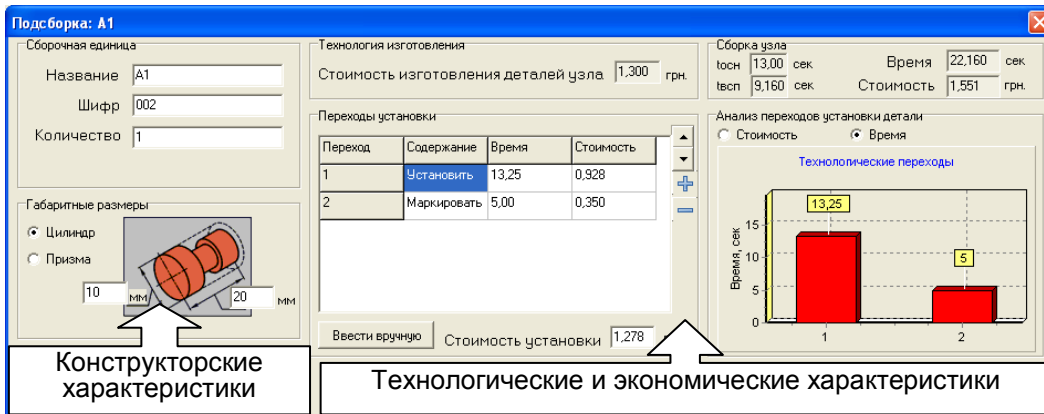 Подсборка: А1
Сборочная единица
Название А1
Шифр 002
Количество 1
Габаритные размеры
Цилиндр
Призма
10 мм 20 мм
Технология изготовления
Стоимость изготовления деталей узла 1,300 грн.
Переходы установки
Переход Содержание Время Стоимость
1 Установить 13,25 0,928
2 Маркировать 5,00 0,350
Ввести вручную Стоимость установки 1,278
Сборка узла
tосн 13,00 сек Время 22,160 сек
tвсп 9,160 сек Стоимость 1,551 грн.
Анализ переходов установки детали
Стоимость Время
Технологические переходы
Время, сек
15
10
5
0
13,25
5
1 2
Конструкторские
характеристики
Технологические и экономические характеристики